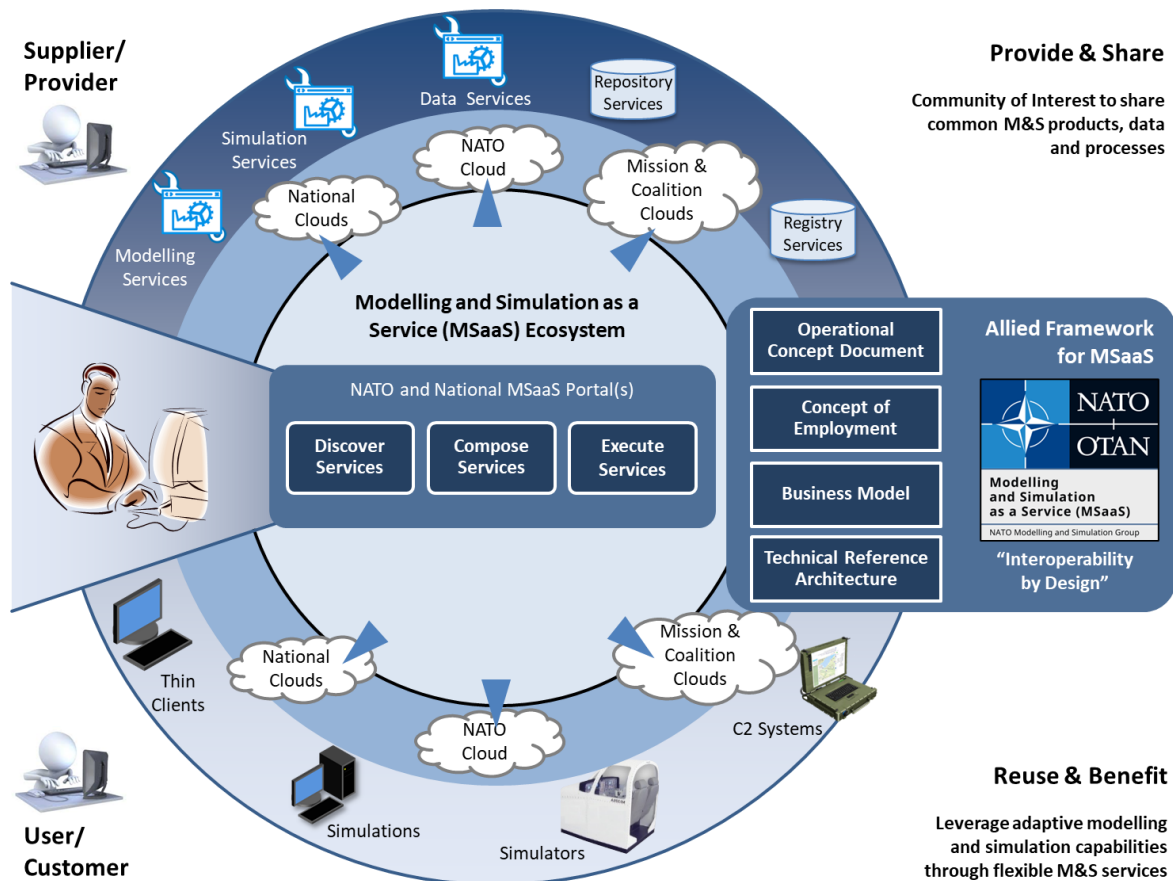 Supplier/
Provider
Data Services
Repository
Services
Simulation
Services
Modelling
Services
Registry
Services
NATO
Cloud
National
Clouds
Mission &
Coalition
Clouds
Provide & Share
Community of Interest to share
common M&S products, data
and processes
Modelling and Simulation as a
Service (MSaaS) Ecosystem
NATO and National MSaaS Portal(s)
Discover
Services
Compose
Services
Execute
Services
Operational
Concept Document
Concept of
Employment
Business Model
Technical Reference
Architecture
Allied Framework
for MSaaS
NATO
OTAN
Modelling
and Simulation
as a Service (MSaaS)
NATO Modelling and Simulation Group
“Interoperability
by Design”
National
Clouds
NATO
Cloud
Mission &
Coalition
Clouds
Thin
Clients
Simulations
Simulators
C2 Systems
User/
Customer
Reuse & Benefit
Leverage adaptive modelling
and simulation capabilities
through flexible M&S services